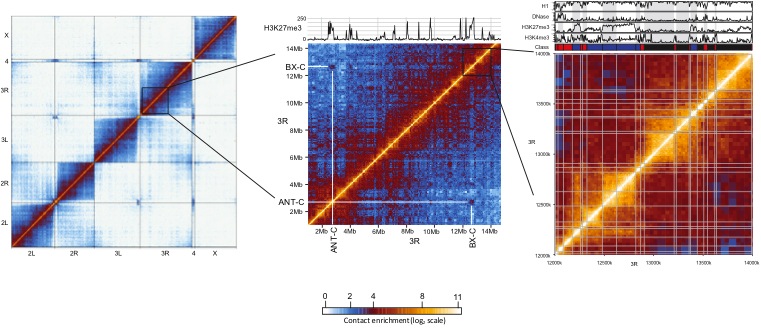 X
4
3R
3L
2R
2L
2L 2R 3L 3R 4 X
H3K27me3
250
0
14Mb
BX-C
12Mb
10Mb
3R
8Mb
6Mb
4Mb
ANT-C
2Mb
2Mb 4Mb 6Mb 8Mb 10Mb 12Mb 14Mb
ANT-C
3R
BX-C
H1
DNase
H3K27me3
H3K4me3
Class
14000k
13500k
3R
13000k
12500k
12000k
12000k 12500k 13000k 13500k 14000k
3R
0 2 4 8 11
Contact enrichment (log2 scale)